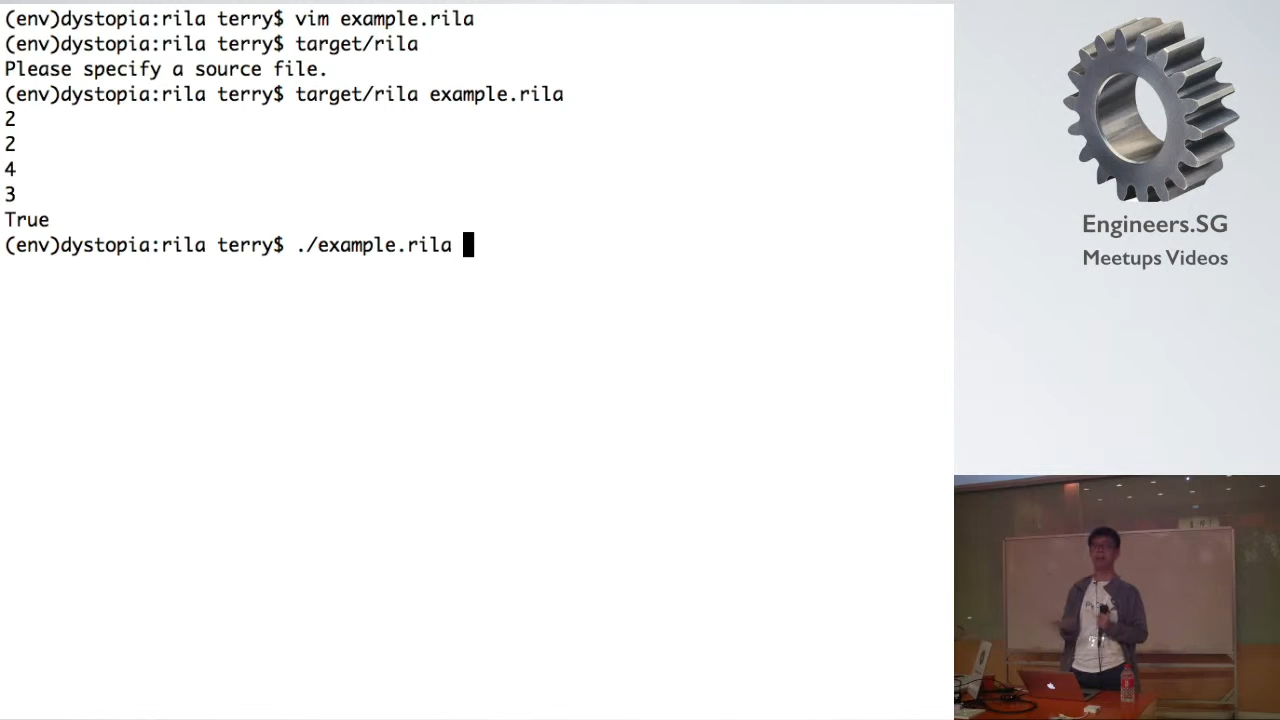 (env)dystopia:rila terry$ vim example.rila
(env)dystopia:rila terry$ target/rila
Please specify a source file.
(env)dystopia:rila terry$ target/rila example.rila
2
2
4
3
True
(env)dystopia:rila terry$ ./example.rila
Engineers.SG
Meetups Videos